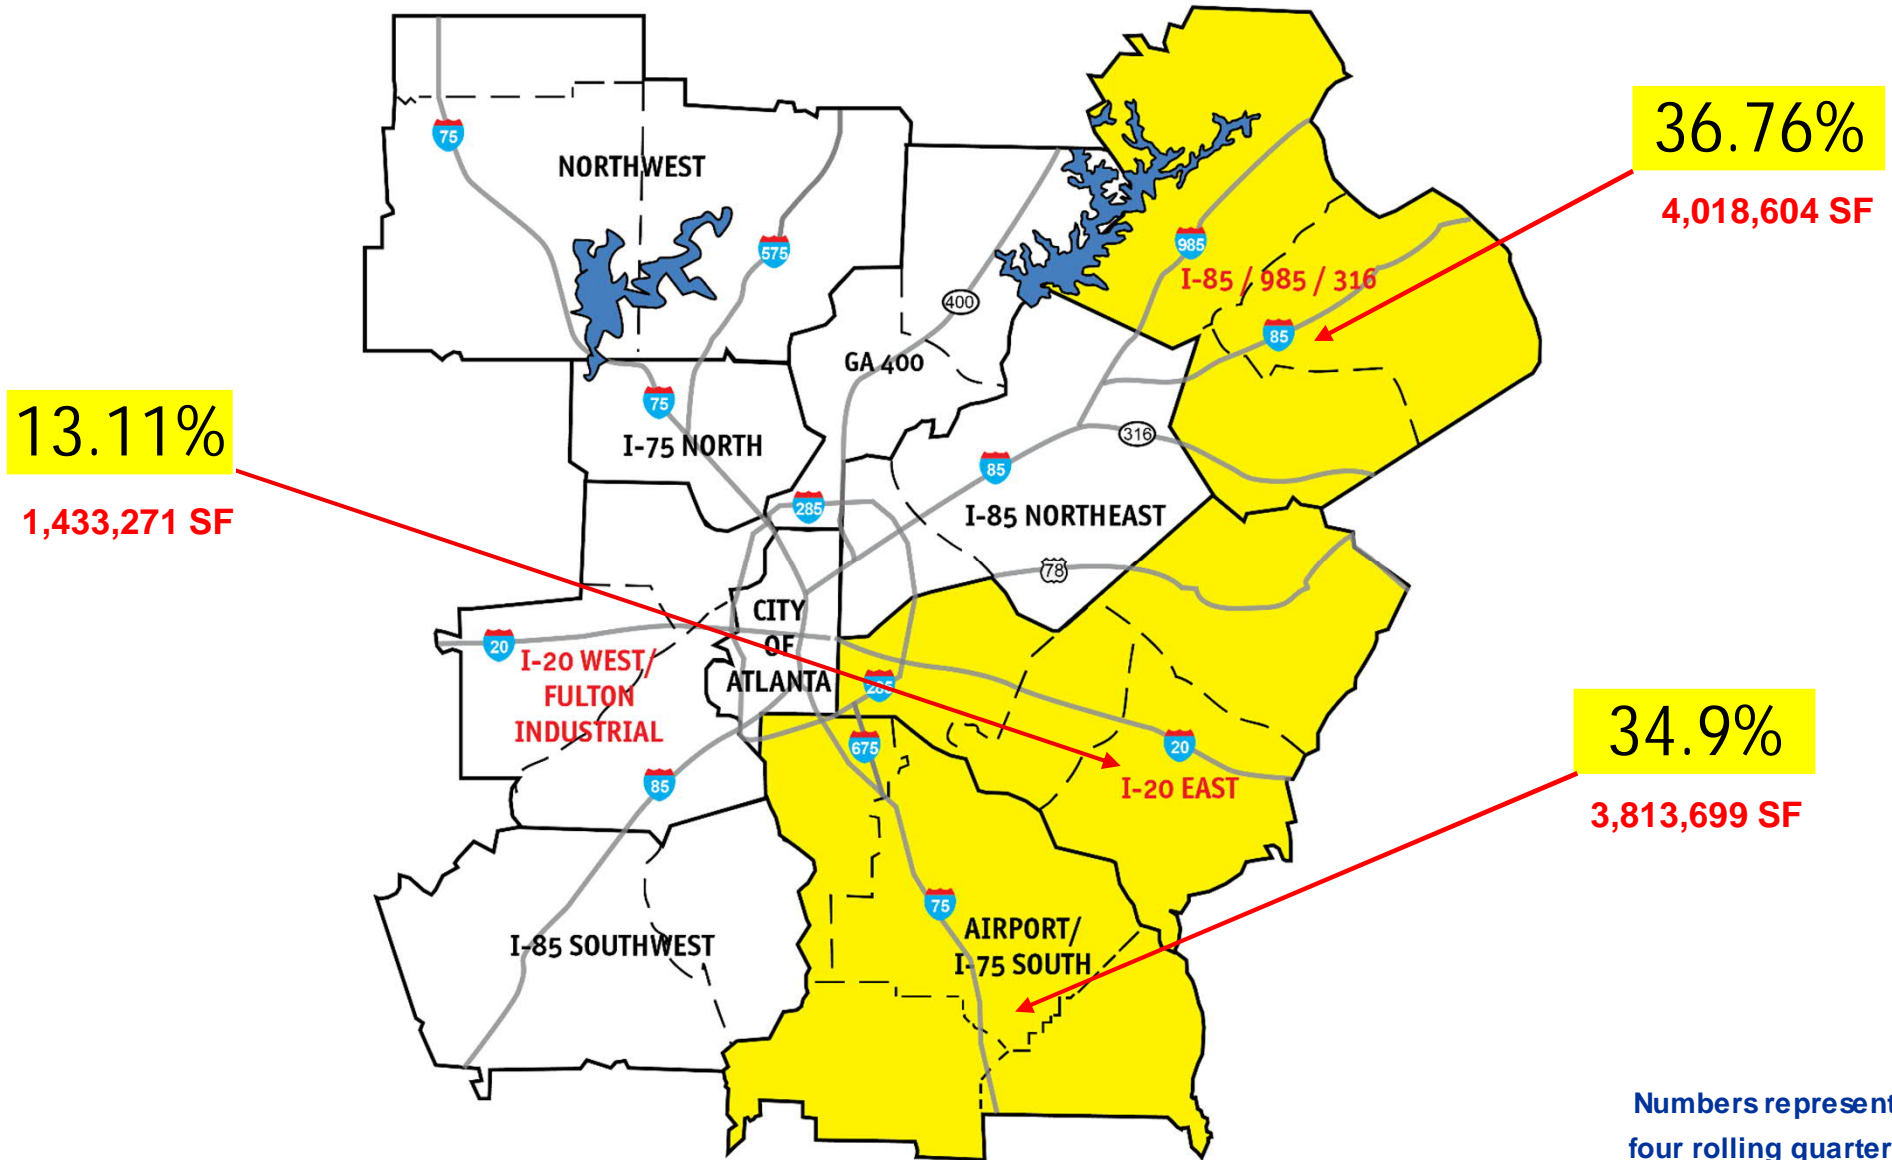 36.76%
4,018,604 SF
75
NORTHWEST
575
985
I-85 / 985 / 316
400
85
GA 400
13.11%
1,433,271 SF
75
I-75 NORTH
316
85
285
I-85 NORTHEAST
78
CITY
OF
ATLANTA
20
I-20 WEST/
FULTON
INDUSTRIAL
285
34.9%
3,813,699 SF
675
20
I-20 EAST
85
75
AIRPORT/
I-75 SOUTH
I-85 SOUTHWEST
Numbers represent
four rolling quarter